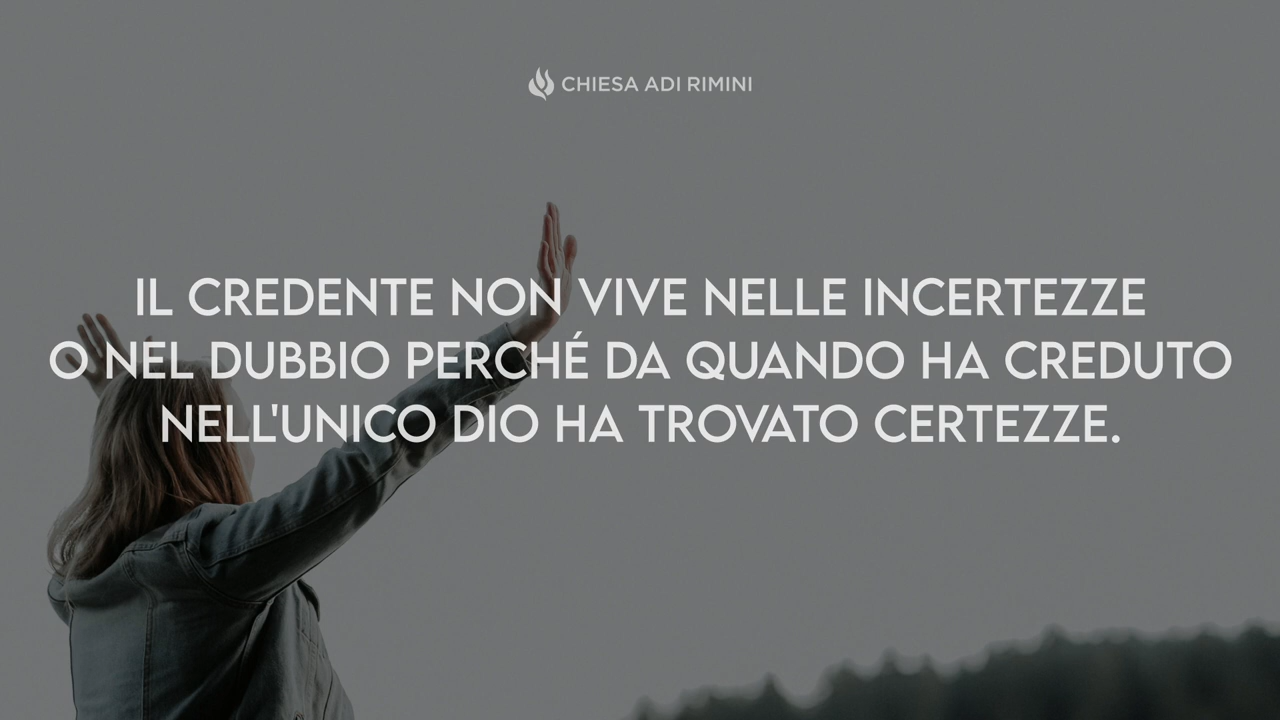 CHIESA ADI RIMINI
IL CREDENTE NON VIVE NELLE INCERTEZZE
O NEL DUBBIO PERCHÉ DA QUANDO HA CREDUTO
NELL'UNICO DIO HA TROVATO CERTEZZE.